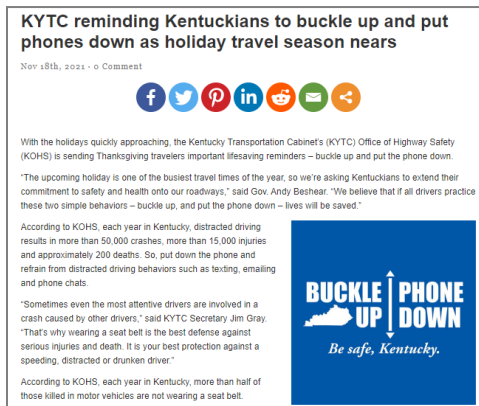 KYTC reminding Kentuckians to buckle up and put
phones down as holiday travel season nears
Nov 18th, 2021 · 0 Comment
With the holidays quickly approaching, the Kentucky Transportation Cabinet's (KYTC) Office of Highway Safety
(KOHS) is sending Thanksgiving travelers important lifesaving reminders – buckle up and put the phone down.
"The upcoming holiday is one of the busiest travel times of the year, so we're asking Kentuckians to extend their
commitment to safety and health onto our roadways," said Gov. Andy Beshear. "We believe that if all drivers practice
these two simple behaviors – buckle up, and put the phone down – lives will be saved."
According to KOHS, each year in Kentucky, distracted driving
results in more than 50,000 crashes, more than 15,000 injuries
and approximately 200 deaths. So, put down the phone and
refrain from distracted driving behaviors such as texting, emailing
and phone chats.
"Sometimes even the most attentive drivers are involved in a
crash caused by other drivers," said KYTC Secretary Jim Gray.
"That's why wearing a seat belt is the best defense against
serious injuries and death. It is your best protection against a
speeding, distracted or drunken driver."
According to KOHS, each year in Kentucky, more than half of
those killed in motor vehicles are not wearing a seat belt.
BUCKLE PHONE
UP DOWN
Be safe, Kentucky.